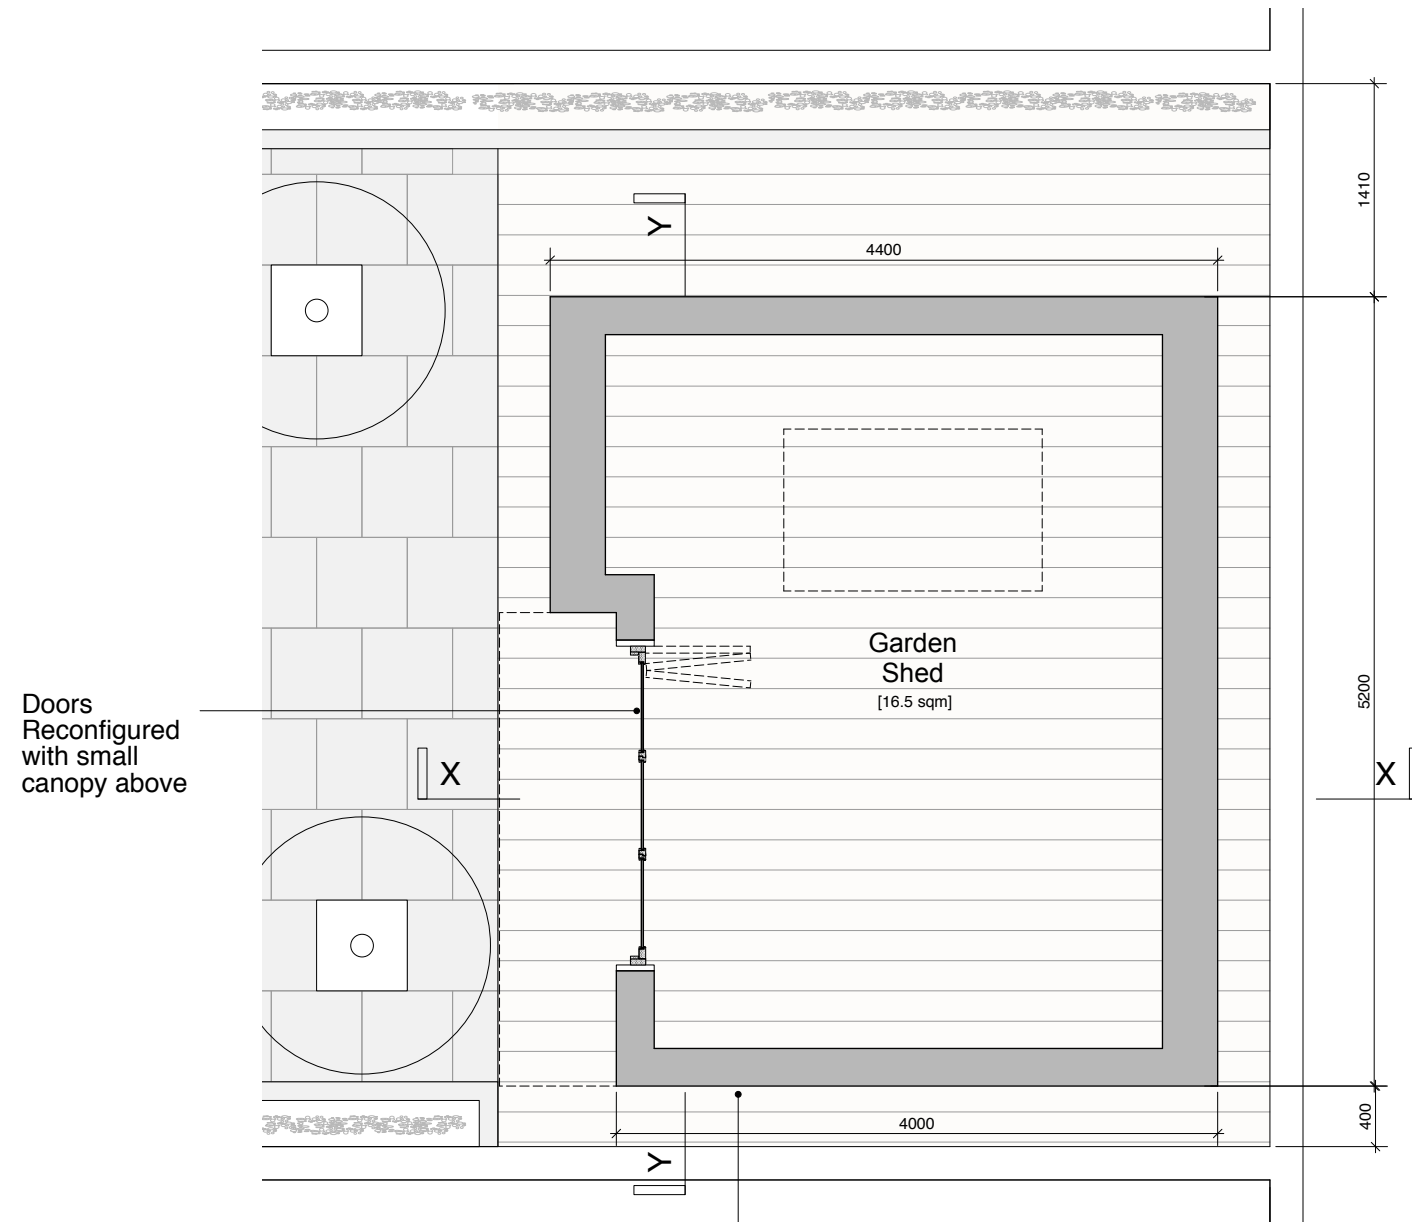 1410
Y
4400
Garden
Shed
[16.5 sqm]
5200
Doors
Reconfigured
with small
canopy above
X
X
4000
400
Y